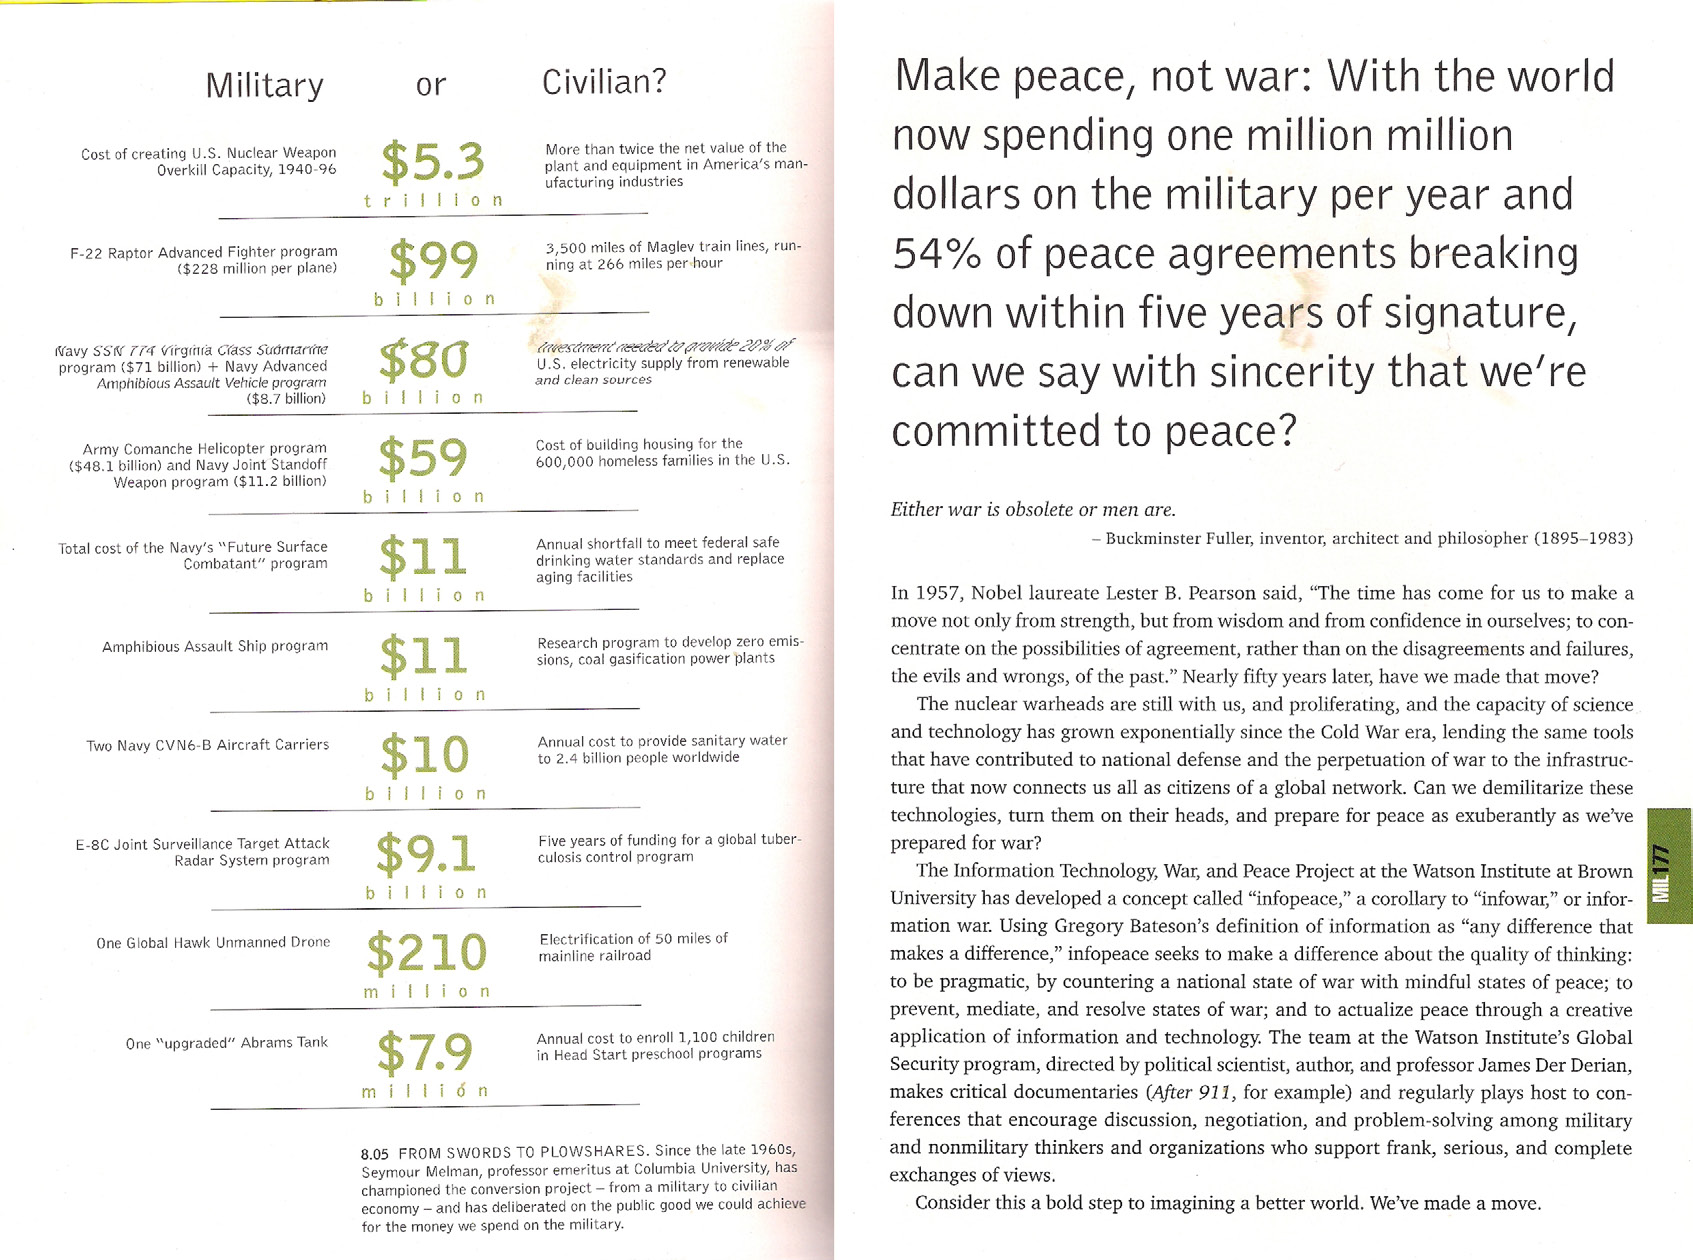 Military or Civilian?
Cost of creating U.S. Nuclear Weapon
Overkill Capacity, 1940-96
$5.3
trillion
More than twice the net value of the
plant and equipment in America's man-
ufacturing industries
F-22 Raptor Advanced Fighter program
($228 million per plane)
$99
billion
3,500 miles of Maglev train lines, run-
ning at 266 miles per hour
Navy SSN 774 Virginia Class Submarine
program ($71 billion) + Navy Advanced
Amphibious Assault Vehicle program
($8.7 billion)
$80
billion
Investment needed to provide 20% of
U.S. electricity supply from renewable
and clean sources
Army Comanche Helicopter program
($48.1 billion) and Navy Joint Standoff
Weapon program ($11.2 billion)
$59
billion
Cost of building housing for the
600,000 homeless families in the U.S.
Total cost of the Navy's "Future Surface
Combatant" program
$11
billion
Annual shortfall to meet federal safe
drinking water standards and replace
aging facilities
Amphibious Assault Ship program
$11
billion
Research program to develop zero emis-
sions, coal gasification power plants
Two Navy CVN6-B Aircraft Carriers
$10
billion
Annual cost to provide sanitary water
to 2.4 billion people worldwide
E-8C Joint Surveillance Target Attack
Radar System program
$9.1
billion
Five years of funding for a global tuber-
culosis control program
One Global Hawk Unmanned Drone
$210
million
Electrification of 50 miles of
mainline railroad
One "upgraded" Abrams Tank
$7.9
million
Annual cost to enroll 1,100 children
in Head Start preschool programs
8.05 FROM SWORDS TO PLOWSHARES. Since the late 1960s,
Seymour Melman, professor emeritus at Columbia University, has
championed the conversion project – from a military to civilian
economy – and has deliberated on the public good we could achieve
for the money we spend on the military.
Make peace, not war: With the world
now spending one million million
dollars on the military per year and
54% of peace agreements breaking
down within five years of signature,
can we say with sincerity that we're
committed to peace?
Either war is obsolete or men are.
– Buckminster Fuller, inventor, architect and philosopher (1895–1983)
In 1957, Nobel laureate Lester B. Pearson said, “The time has come for us to make a
move not only from strength, but from wisdom and from confidence in ourselves; to con-
centrate on the possibilities of agreement, rather than on the disagreements and failures,
the evils and wrongs, of the past.” Nearly fifty years later, have we made that move?
The nuclear warheads are still with us, and proliferating, and the capacity of science
and technology has grown exponentially since the Cold War era, lending the same tools
that have contributed to national defense and the perpetuation of war to the infrastruc-
ture that now connects us all as citizens of a global network. Can we demilitarize these
technologies, turn them on their heads, and prepare for peace as exuberantly as we’ve
prepared for war?
The Information Technology, War, and Peace Project at the Watson Institute at Brown
University has developed a concept called “infopeace,” a corollary to “infowar,” or infor-
mation war. Using Gregory Bateson’s definition of information as “any difference that
makes a difference,” infopeace seeks to make a difference about the quality of thinking:
to be pragmatic, by countering a national state of war with mindful states of peace; to
prevent, mediate, and resolve states of war; and to actualize peace through a creative
application of information and technology. The team at the Watson Institute’s Global
Security program, directed by political scientist, author, and professor James Der Derian,
makes critical documentaries (After 911, for example) and regularly plays host to con-
ferences that encourage discussion, negotiation, and problem-solving among military
and nonmilitary thinkers and organizations who support frank, serious, and complete
exchanges of views.
Consider this a bold step to imagining a better world. We’ve made a move.
MIL177